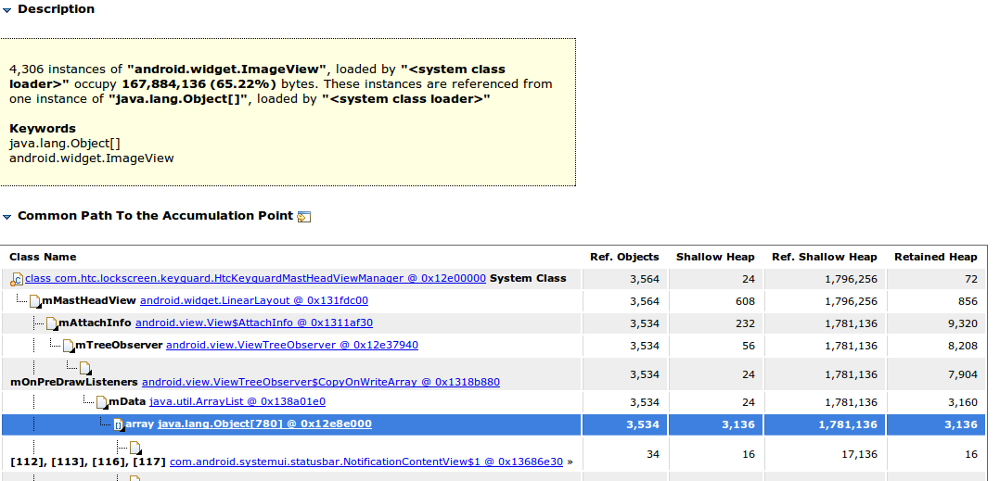 Description
4,306 instances of "android.widget.ImageView", loaded by "<system class
loader>" occupy 167,884,136 (65.22%) bytes. These instances are referenced from
one instance of "java.lang.Object[]", loaded by "<system class loader>"
Keywords
java.lang.Object[]
android.widget.ImageView
Common Path To the Accumulation Point
Class Name Ref. Objects Shallow Heap Ref. Shallow Heap Retained Heap
class com.htc.lockscreen.keyguard.HtcKeyguardMastHeadViewManager @ 0x12e00000 System Class 3,564 24 1,796,256 72
mMastHeadView android.widget.LinearLayout @ 0x131fdc00 3,564 608 1,796,256 856
mAttachInfo android.view.View$AttachInfo @ 0x1311af30 3,534 232 1,781,136 9,320
mTreeObserver android.view.ViewTreeObserver @ 0x12e37940 3,534 56 1,781,136 8,208
mOnPreDrawListeners android.view.ViewTreeObserver$CopyOnWriteArray @ 0x1318b880 3,534 24 1,781,136 7,904
mData java.util.ArrayList @ 0x138a01e0 3,534 24 1,781,136 3,160
array java.lang.Object[780] @ 0x12e8e000 3,534 3,136 1,781,136 3,136
[112], [113], [116], [117] com.android.systemui.statusbar.NotificationContentView$1 @ 0x13686e30 » 34 16 17,136 16